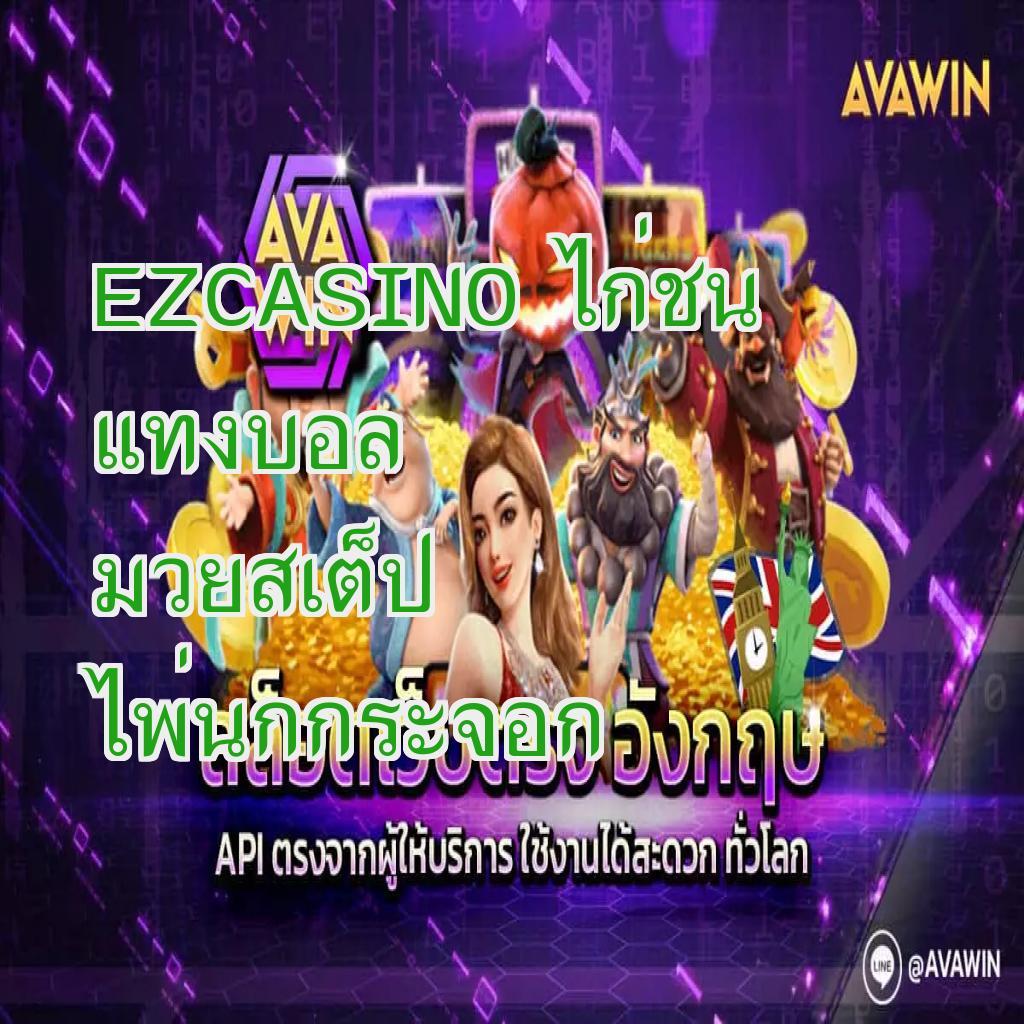 AVAWIN
AVA
WIN
EZCASINO ไก่ชน
แทงบอล
มวยสเต็ป
ไพ่นกกระจอก
อังกฤษ
API ตรงจากผู้ให้บริการ ใช้งานได้สะดวก ทั่วโลก
LINE @AVAWIN